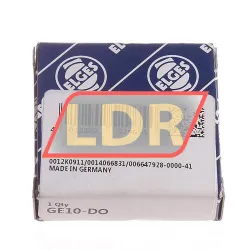 ELGES
ELGES
LDR
0012K0911/0014066831/006647928-0000-41
MADE IN GERMANY
1 Qty
GE10-DO